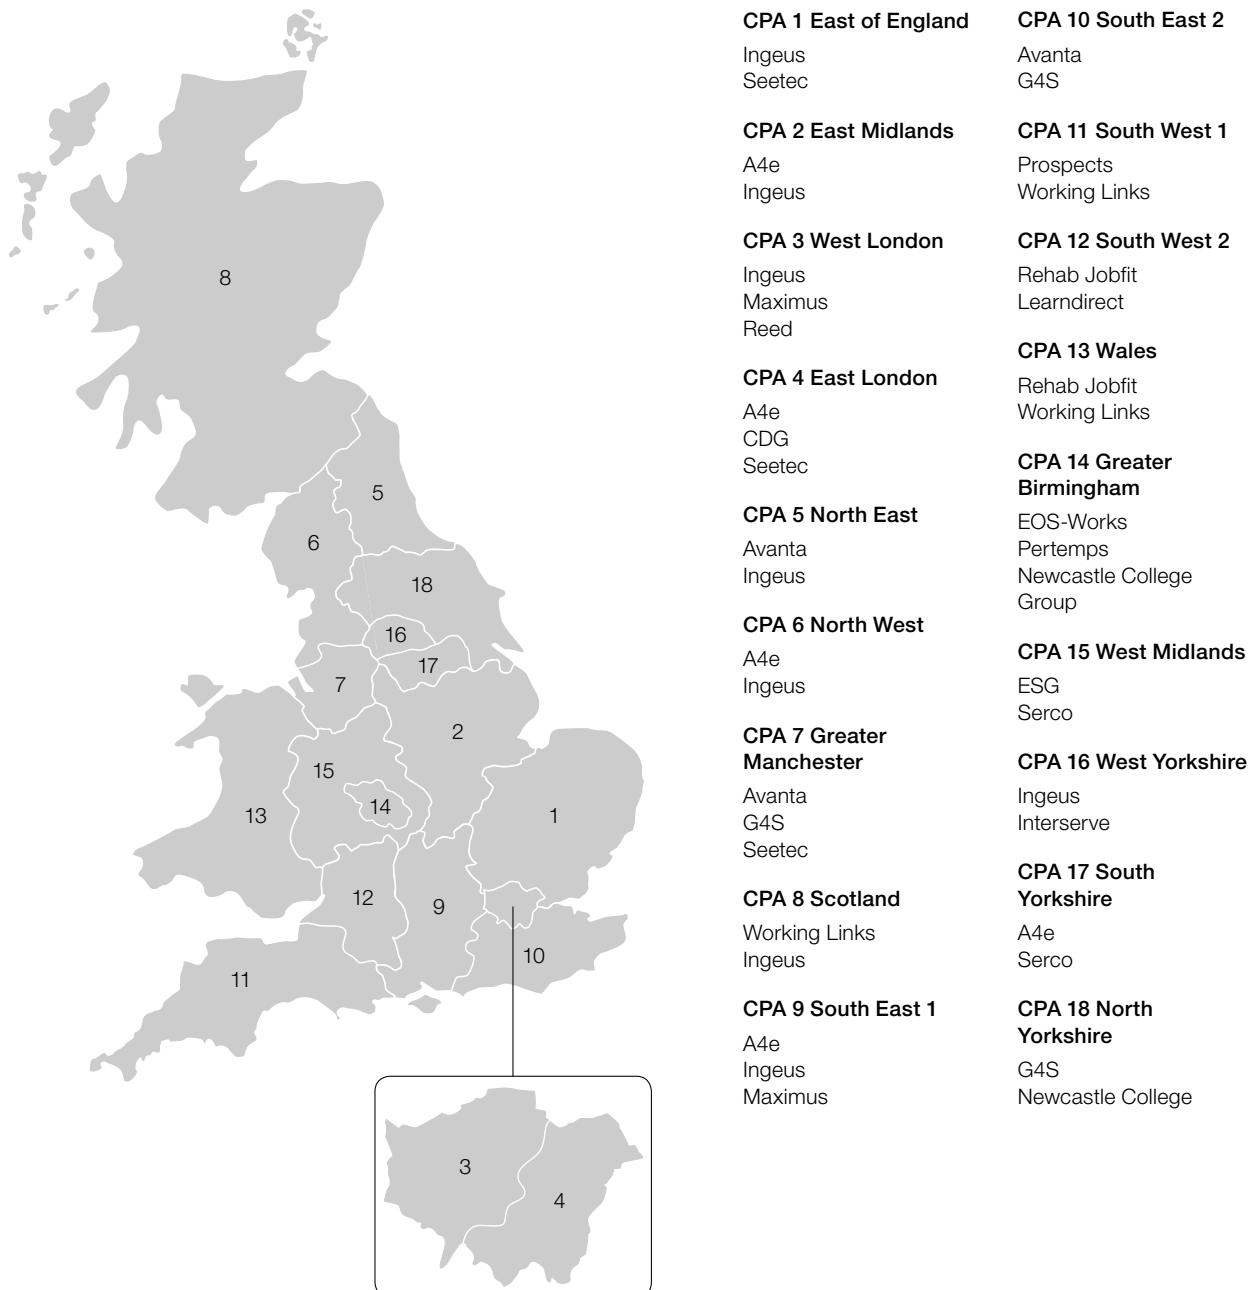 8
5
6
18
16
17
7
2
15
14
13
1
12
9
10
11
3
4
CPA 1 East of England
Ingeus
Seetec
CPA 2 East Midlands
A4e
Ingeus
CPA 3 West London
Ingeus
Maximus
Reed
CPA 4 East London
A4e
CDG
Seetec
CPA 5 North East
Avanta
Ingeus
CPA 6 North West
A4e
Ingeus
CPA 7 Greater
Manchester
Avanta
G4S
Seetec
CPA 8 Scotland
Working Links
Ingeus
CPA 9 South East 1
A4e
Ingeus
Maximus
CPA 10 South East 2
Avanta
G4S
CPA 11 South West 1
Prospects
Working Links
CPA 12 South West 2
Rehab Jobfit
Learndirect
CPA 13 Wales
Rehab Jobfit
Working Links
CPA 14 Greater
Birmingham
EOS-Works
Pertemps
Newcastle College
Group
CPA 15 West Midlands
ESG
Serco
CPA 16 West Yorkshire
Ingeus
Interserve
CPA 17 South
Yorkshire
A4e
Serco
CPA 18 North
Yorkshire
G4S
Newcastle College